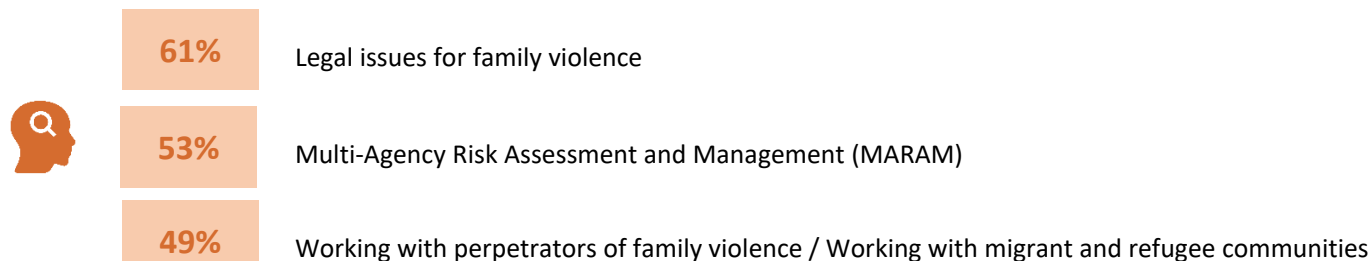 61% Legal issues for family violence
53% Multi-Agency Risk Assessment and Management (MARAM)
49% Working with perpetrators of family violence / Working with migrant and refugee communities